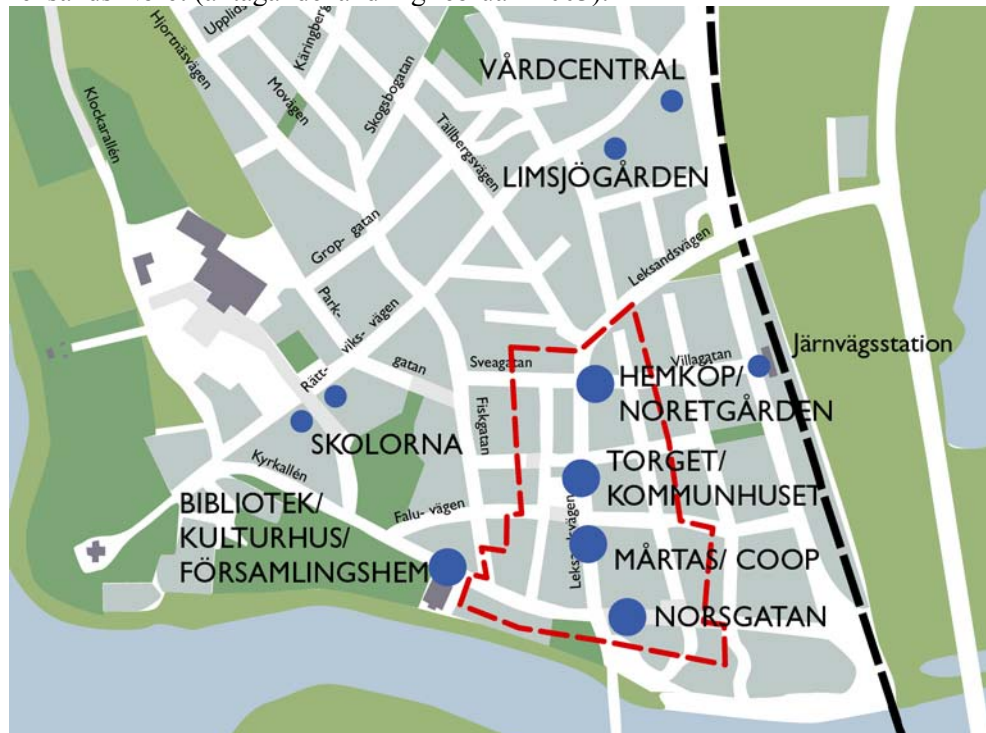 Hjortnäsvägen
Movägen
Skogsbogatan
Klockarallén
Tällbergsvägen
VÅRDCENTRAL
LIMSJÖGÅRDEN
Grop- gatan
Leksandsvägen
Park-
gatan
Rätt-
viks- vägen
Sveagatan
Villagatan
Järnvägsstation
HEMKÖP/
NORETGÅRDEN
Fiskgatan
SKOLORNA
Kyrkallén
TORGET/
KOMMUNHUSET
BIBLIOTEK/
KULTURHUS/
FÖRSAMLINGSHEM
Falu- vägen
Leksandsvägen
MÅRTAS/ COOP
NORSGATAN